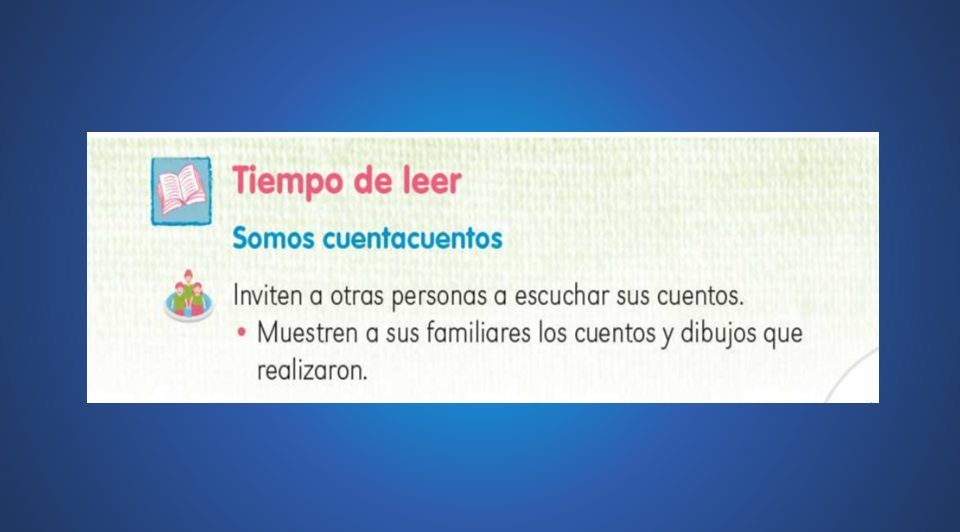 Tiempo de leer
Somos cuentacuentos
Inviten a otras personas a escuchar sus cuentos.
• Muestren a sus familiares los cuentos y dibujos que
realizaron.